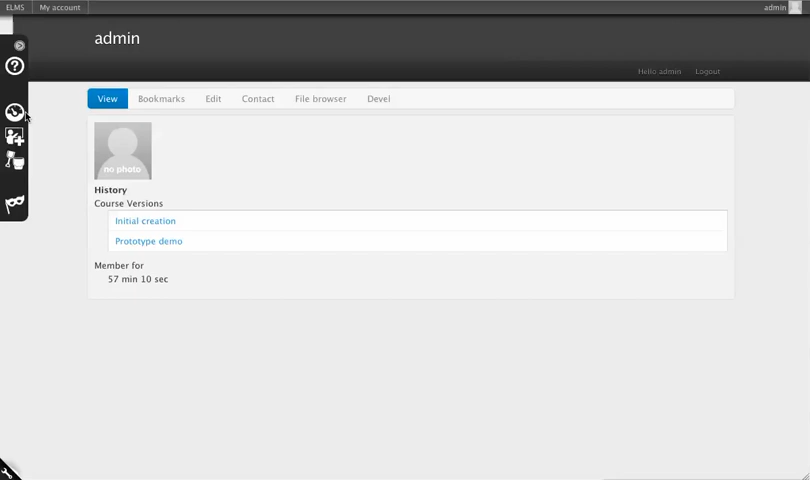 ELMS My account admin
admin
Hello admin Logout
View Bookmarks Edit Contact File browser Devel
no photo
History
Course Versions
Initial creation
Prototype demo
Member for
57 min 10 sec